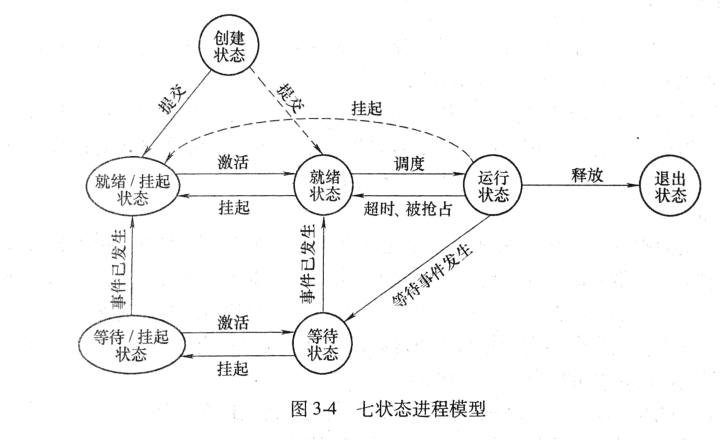 创建
状态
提交
提交
挂起
就绪/挂起
状态
激活
挂起
就绪
状态
调度
超时、被抢占
运行
状态
释放
退出
状态
事件已发生
事件已发生
等待事件发生
等待/挂起
状态
激活
挂起
等待
状态
图 3-4 七状态进程模型